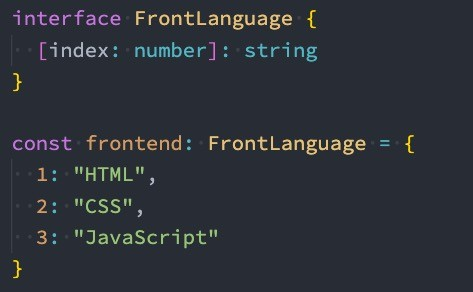 interface FrontLanguage {
  [index: number]: string
}

const frontend: FrontLanguage = {
  1: "HTML",
  2: "CSS",
  3: "JavaScript"
}